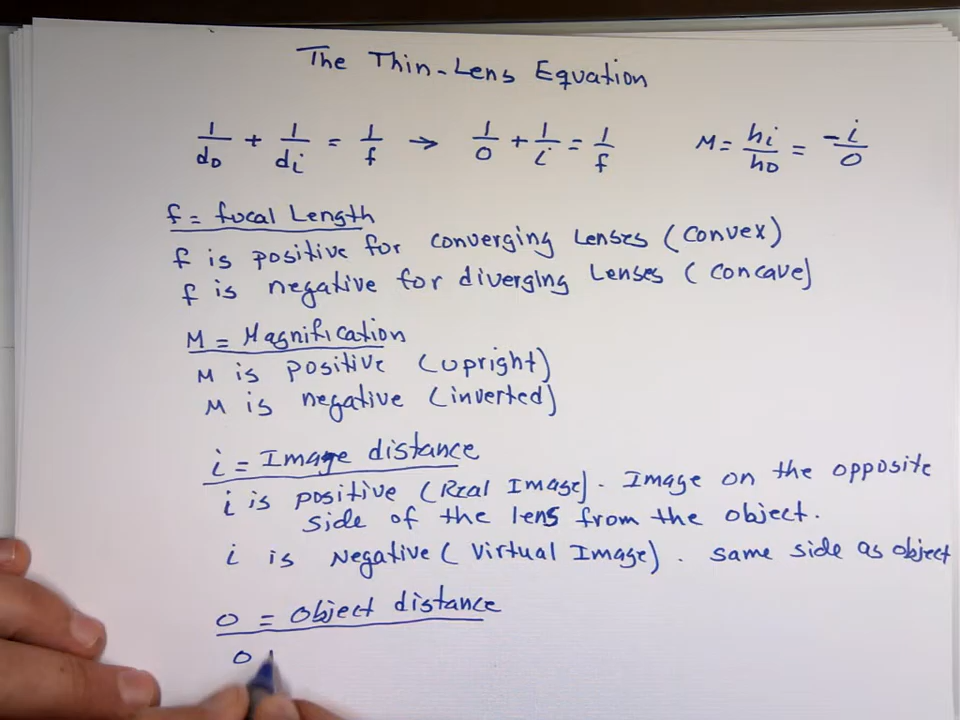 The Thin-Lens Equation
1/do + 1/di = 1/f → 1/o + 1/i = 1/f M = hi/ho = -i/o
f = focal Length
f is positive for converging Lenses (convex)
f is negative for diverging Lenses (concave)
M = Magnification
M is positive (upright)
M is negative (inverted)
i = Image distance
i is positive (Real Image). Image on the opposite
side of the lens from the object.
i is Negative (Virtual Image). same side as object
o = Object distance
o